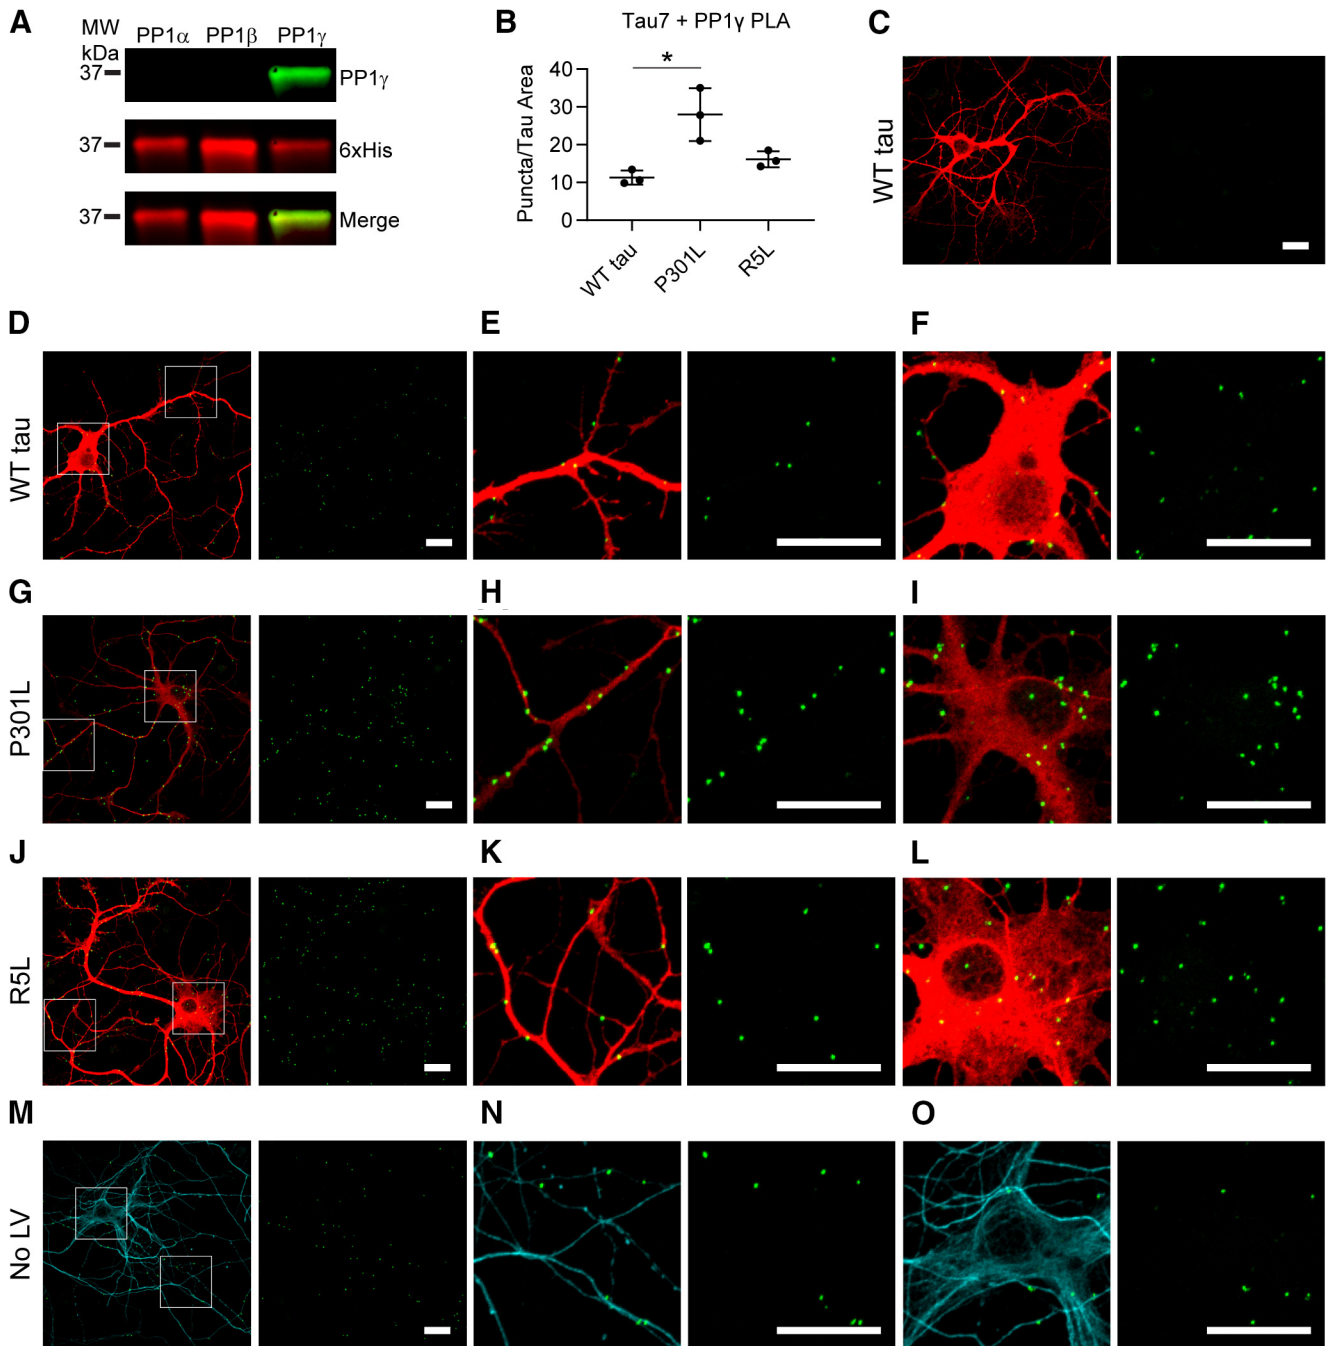 A
MW
kDa
PP1α PP1β PP1γ
37
PP1γ
37
6xHis
37
Merge
B
Tau7 + PP1γ PLA
Puncta/Tau Area
40
30
20
10
0
*
WT tau
P301L
R5L
C
WT tau
D
E
F
WT tau
G
H
I
P301L
J
K
L
R5L
M
N
O
No LV